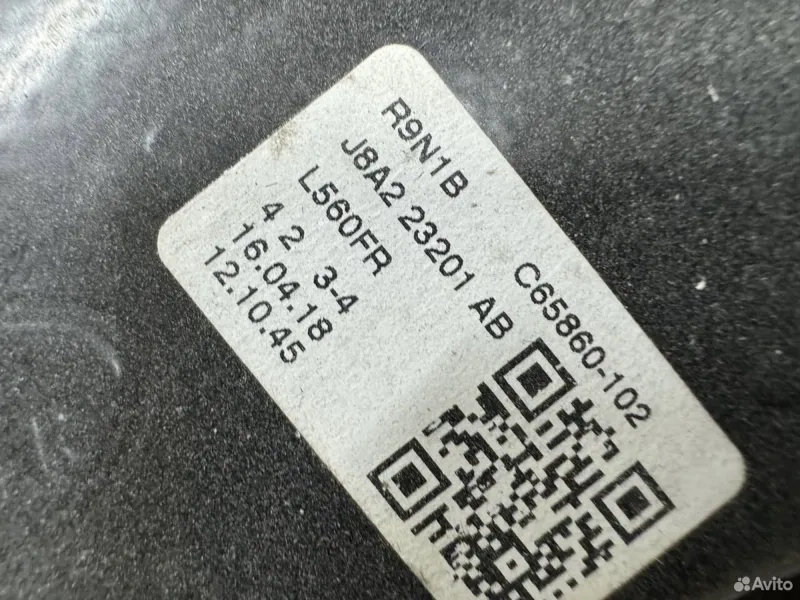 R9N1B
J8A2 23201 AB
L560FR
4 2 3-4
16.04.18
12.10.45
C65860-102
Avito